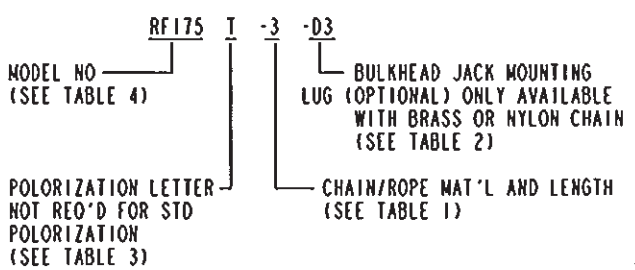 RF175 T -3 -D3
MODEL NO
(SEE TABLE 4)
BULKHEAD JACK MOUNTING
LUG (OPTIONAL) ONLY AVAILABLE
WITH BRASS OR NYLON CHAIN
(SEE TABLE 2)
POLORIZATION LETTER
NOT REQ'D FOR STD
POLORIZATION
(SEE TABLE 3)
CHAIN/ROPE MAT'L AND LENGTH
(SEE TABLE 1)